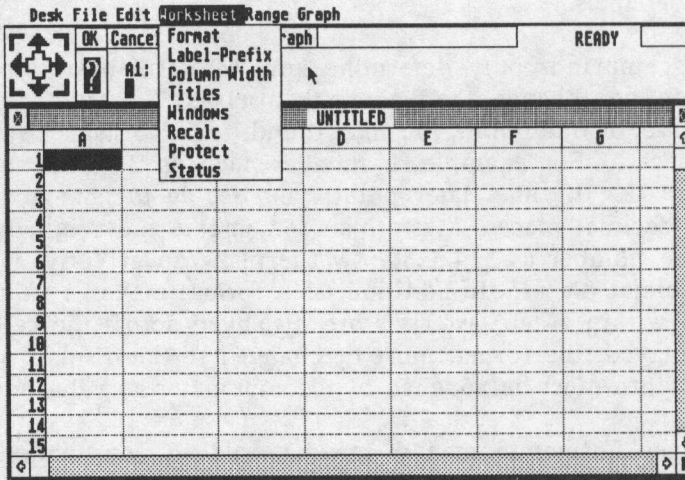 Desk File Edit Worksheet Range Graph
OK Cancel
aph
READY
?
A1:
Format
Label-Prefix
Column-Width
Titles
Windows
Recalc
Protect
Status
UNTITLED
A D E F G
1
2
3
4
5
6
7
8
9
10
11
12
13
14
15